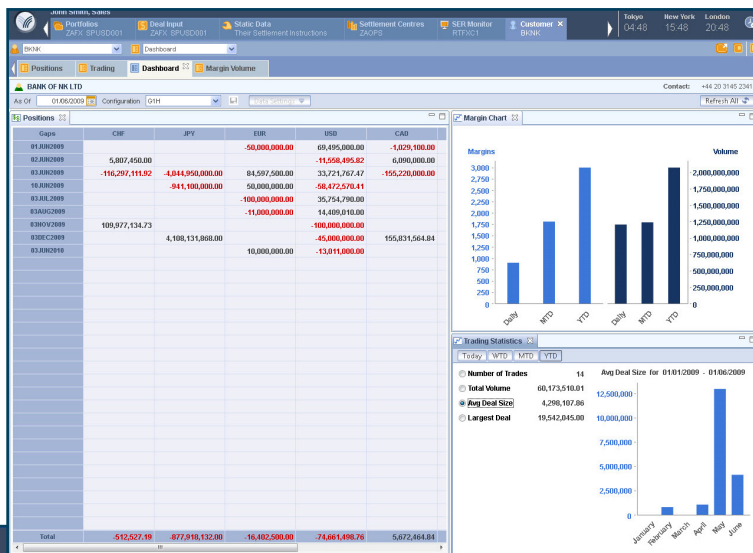 John Smith, Sales
Portfolios Deal Input Static Data Settlement Centres SER Monitor Customer Tokyo New York London
ZAFX SPUSD001 ZAFX SPUSD001 Their Settlement Instructions ZAOPS RTFXC1 BKNK 04:48 15:48 20:48
BKNK Dashboard
Positions Trading Dashboard Margin Volume
BANK OF NK LTD Contact: +44 20 3145 2341
As Of 01/06/2009 Configuration G1H Data Settings Refresh All
Positions
Gaps CHF JPY EUR USD CAD
01JUN2009 -50,000,000.00 69,495,000.00 -1,029,100.00
02JUN2009 5,807,450.00 -11,558,495.82 6,090,000.00
03JUN2009 -116,297,111.92 -4,044,950,000.00 84,597,500.00 33,721,767.47 -155,220,000.00
10JUN2009 -941,100,000.00 50,000,000.00 -58,472,570.41
03JUL2009 -100,000,000.00 35,754,790.00
03AUG2009 -11,000,000.00 14,409,010.00
03NOV2009 109,977,134.73 -100,000,000.00
03DEC2009 4,108,131,868.00 -45,000,000.00 155,831,564.84
03JUN2010 10,000,000.00 -13,011,000.00
Total -512,527.19 -877,918,132.00 -16,402,500.00 -74,661,498.76 5,672,464.84
Margin Chart
Margins Volume
3,000
2,750
2,500
2,250
2,000
1,750
1,500
1,250
1,000
750
500
250
0
2,000,000,000
1,750,000,000
1,500,000,000
1,250,000,000
1,000,000,000
750,000,000
500,000,000
250,000,000
0
Daily MTD YTD Daily MTD YTD
Trading Statistics
Today WTD MTD YTD
Number of Trades 14
Total Volume 60,173,510.01
Avg Deal Size 4,298,107.86
Largest Deal 19,542,045.00
Avg Deal Size for 01/01/2009 - 01/06/2009
12,500,000
10,000,000
7,500,000
5,000,000
2,500,000
0
January February March April May June